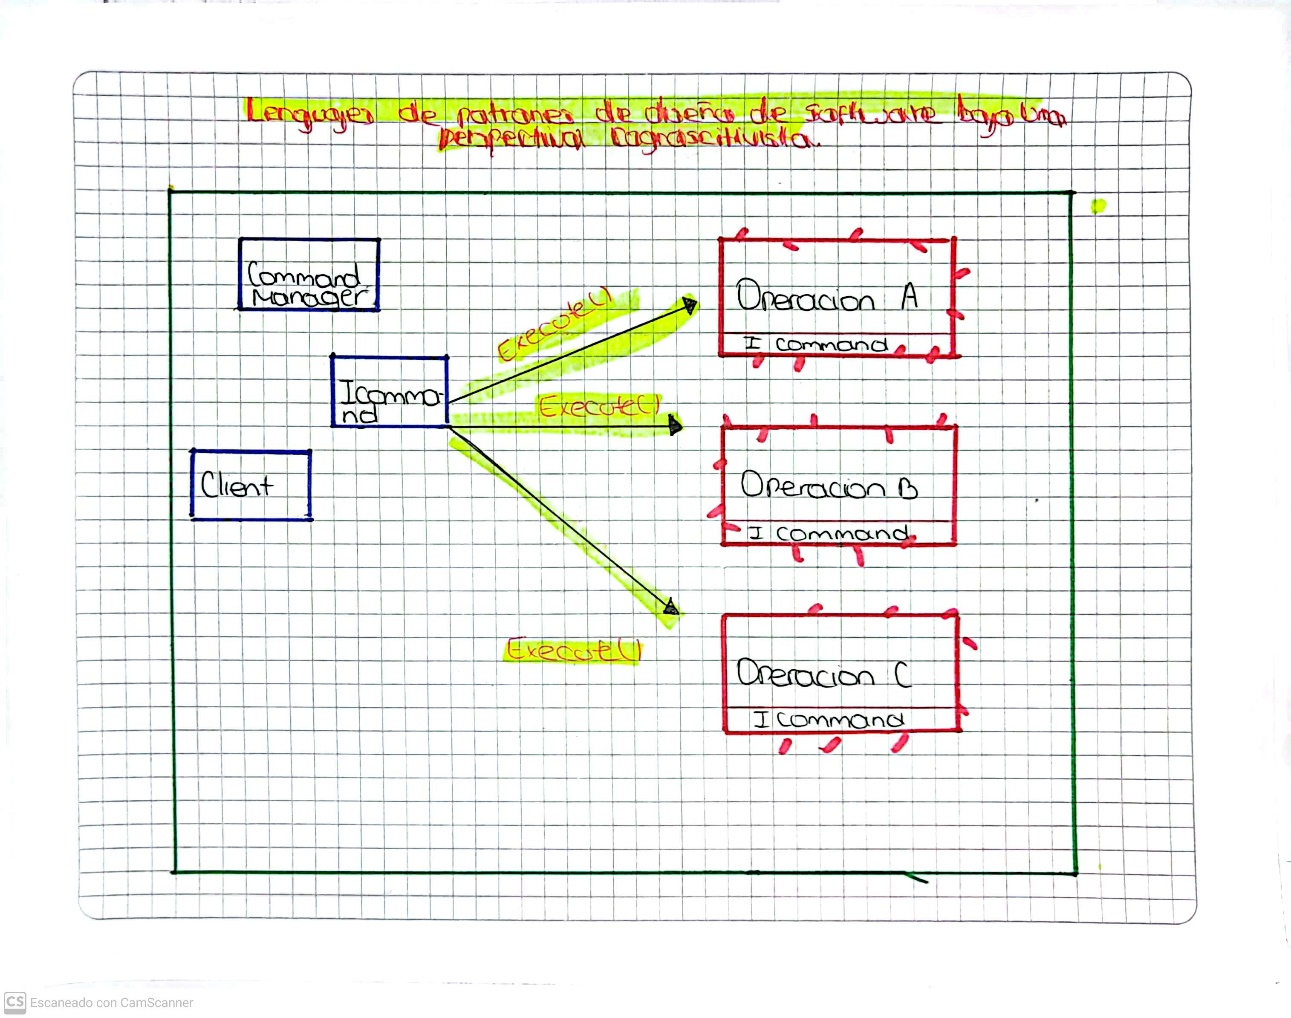 Lenguajes de patrones de diseño de software bajo una
perspectiva Cognoscitivista.
Command
Manager
Icomma-
nd
Client
Execute()
Execute()
Execute()
Operacion A
I command
Operacion B
I command
Operacion C
I command
CS Escaneado con CamScanner